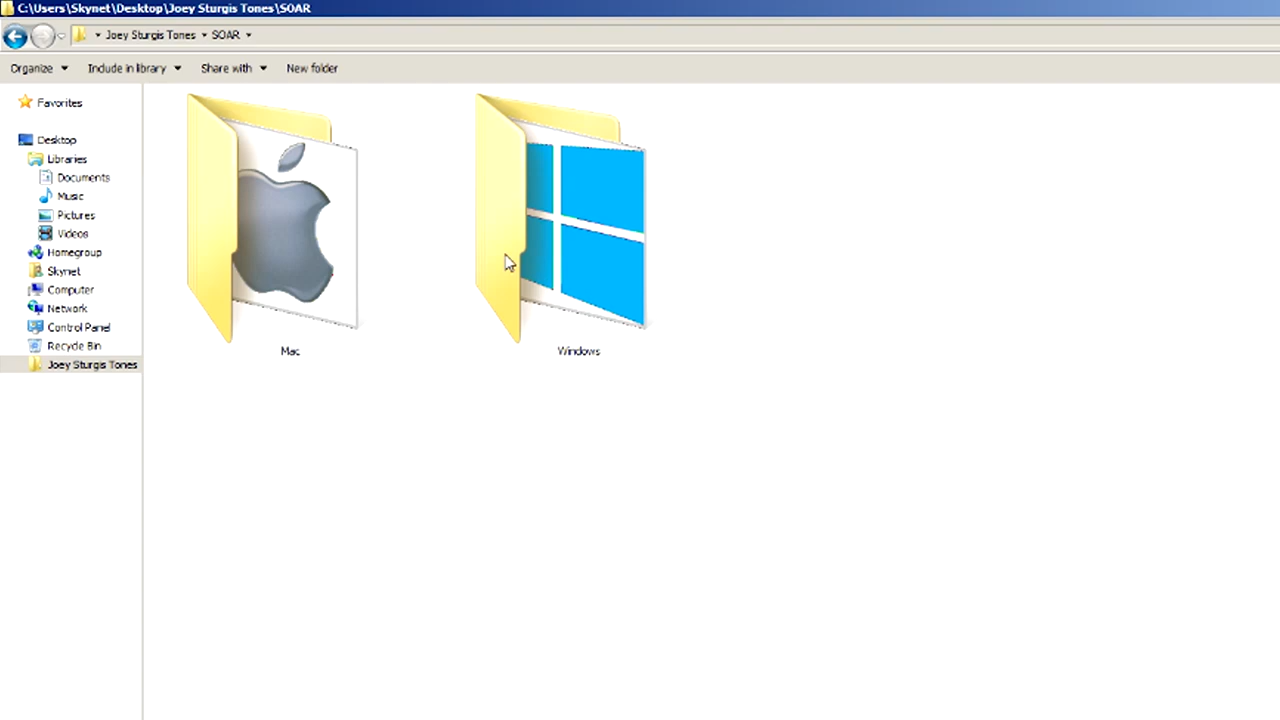 C:\Users\Skynet\Desktop\Joey Sturgis Tones\SOAR
Joey Sturgis Tones SOAR
Organize Include in library Share with New folder
Favorites
Desktop
Libraries
Documents
Music
Pictures
Videos
Homegroup
Skynet
Computer
Network
Control Panel
Recycle Bin
Joey Sturgis Tones
Mac
Windows